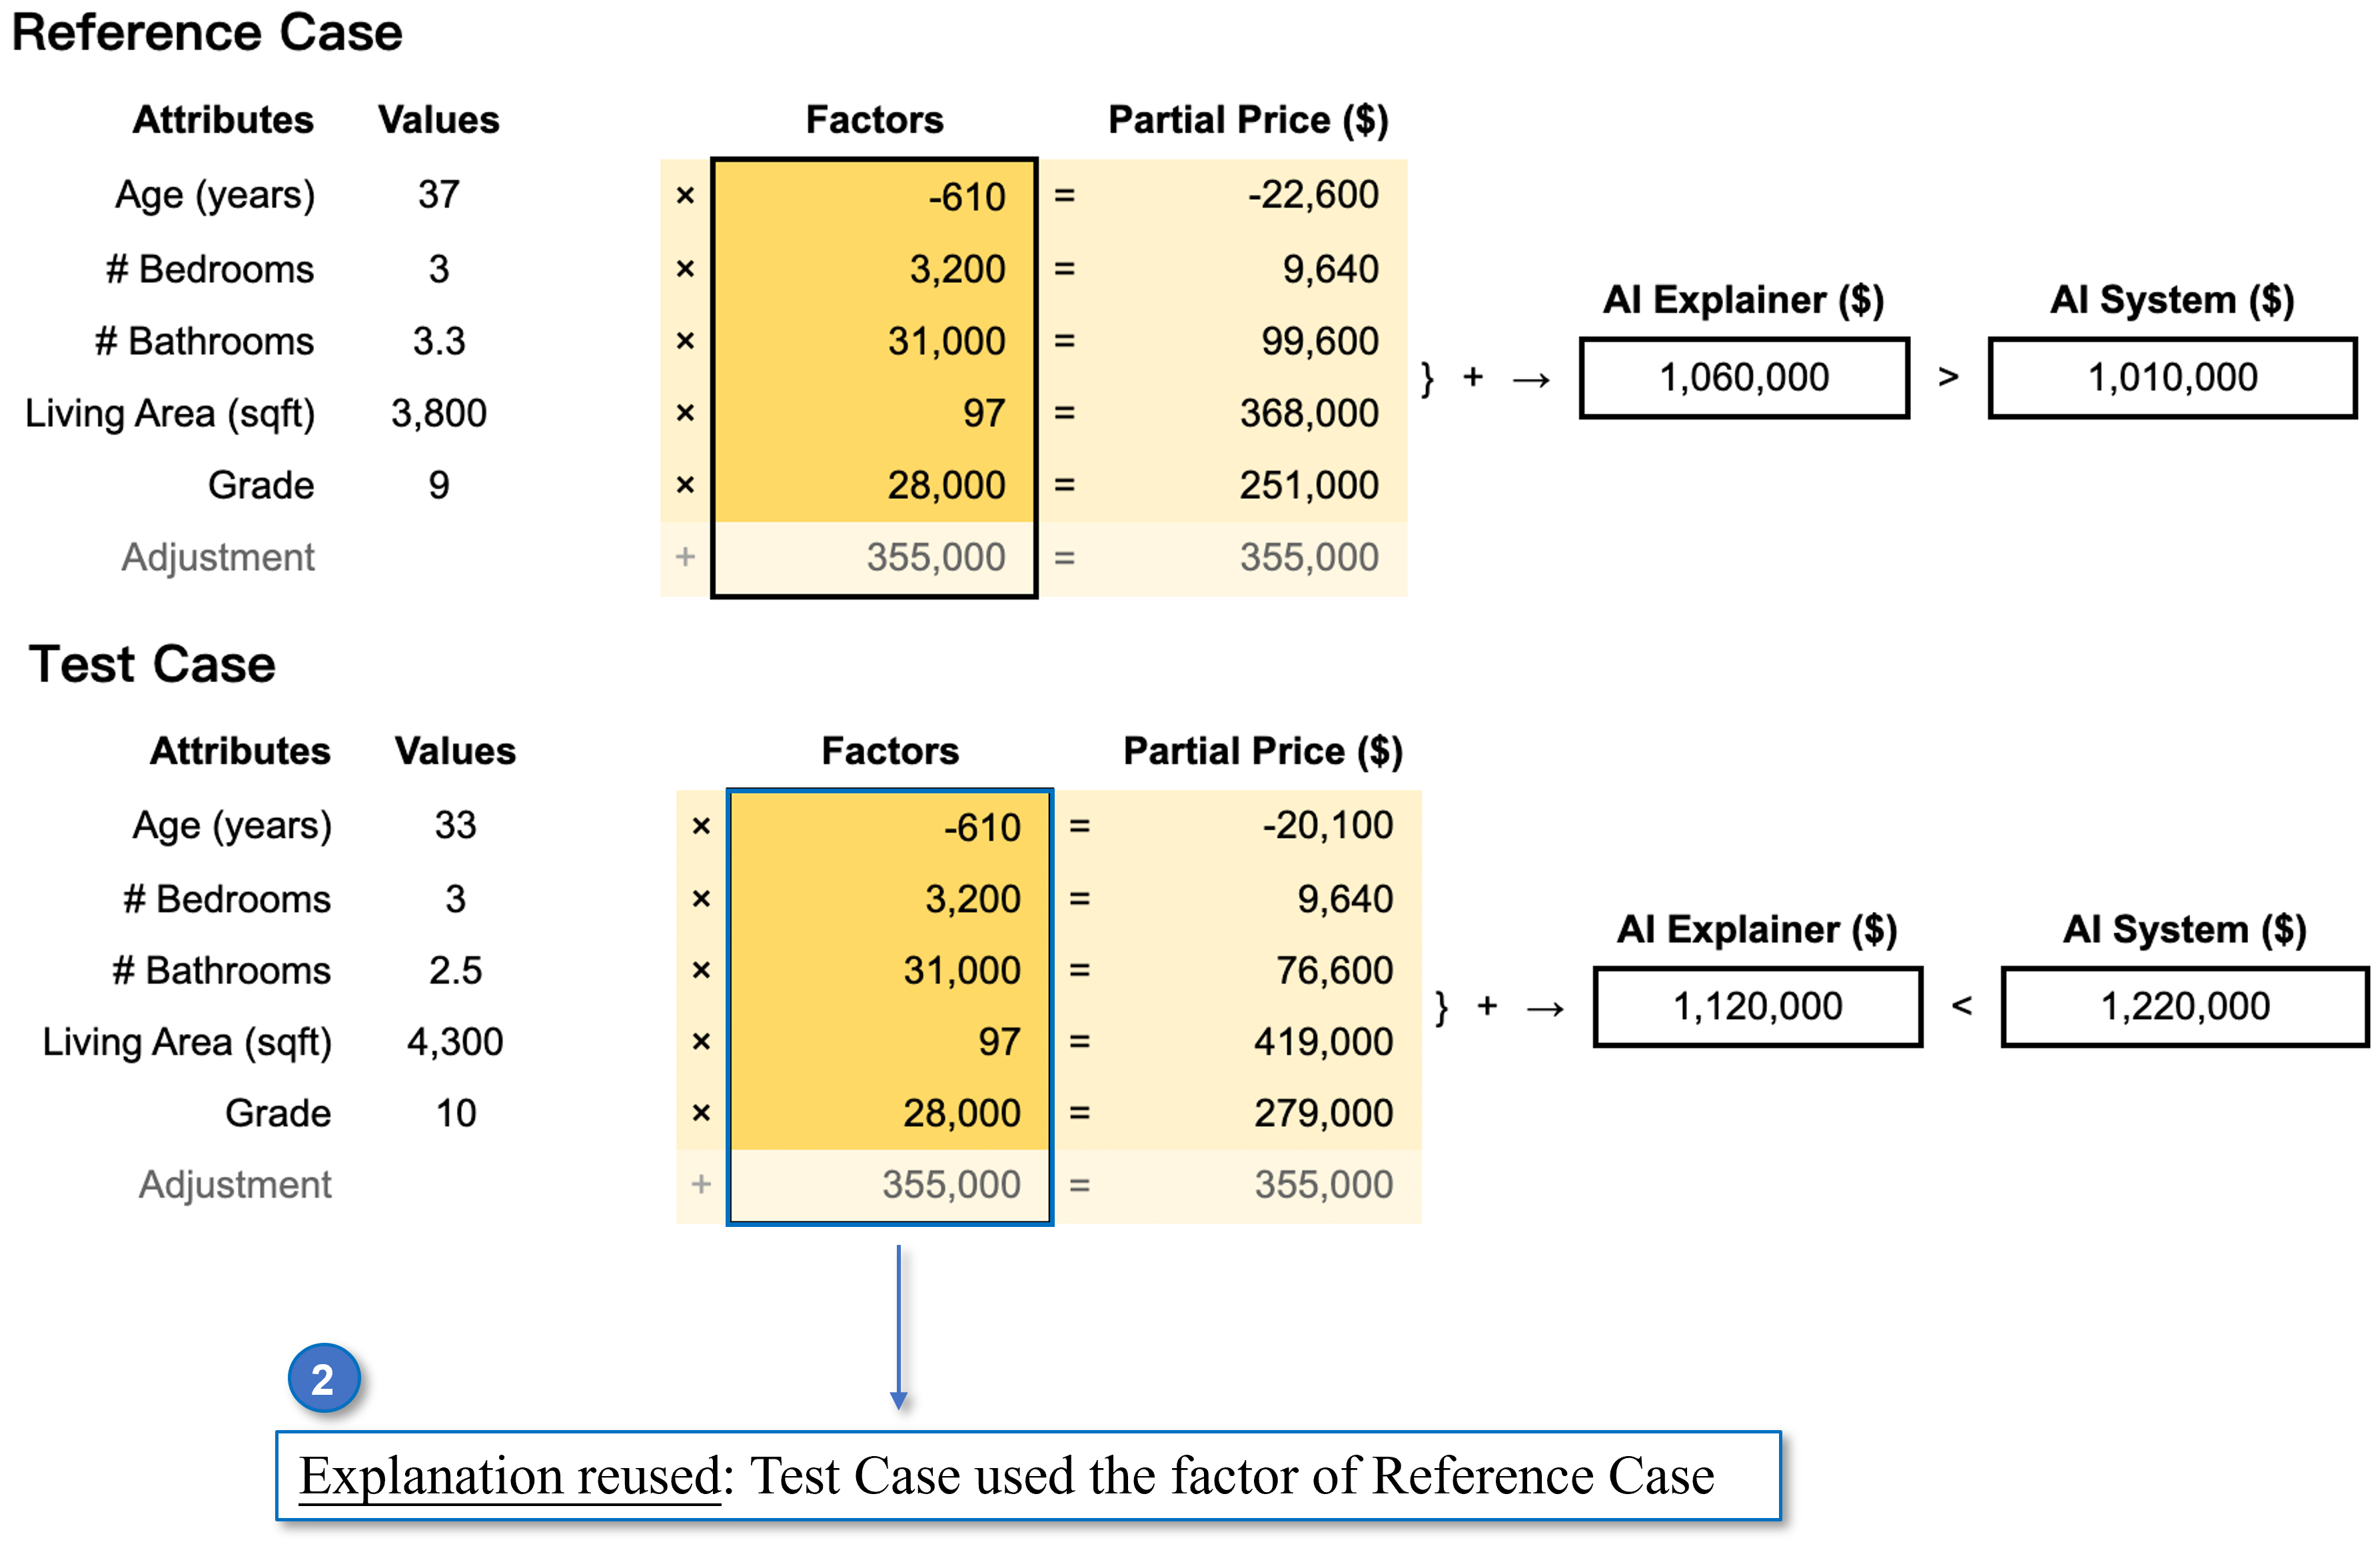 Reference Case
Attributes Values Factors Partial Price ($)
Age (years) 37 × -610 = -22,600
# Bedrooms 3 × 3,200 = 9,640
AI Explainer ($) AI System ($)
# Bathrooms 3.3 × 31,000 = 99,600
} + → 1,060,000 > 1,010,000
Living Area (sqft) 3,800 × 97 = 368,000
Grade 9 × 28,000 = 251,000
Adjustment + 355,000 = 355,000
Test Case
Attributes Values Factors Partial Price ($)
Age (years) 33 × -610 = -20,100
# Bedrooms 3 × 3,200 = 9,640
AI Explainer ($) AI System ($)
# Bathrooms 2.5 × 31,000 = 76,600
} + → 1,120,000 < 1,220,000
Living Area (sqft) 4,300 × 97 = 419,000
Grade 10 × 28,000 = 279,000
Adjustment + 355,000 = 355,000
2
Explanation reused: Test Case used the factor of Reference Case